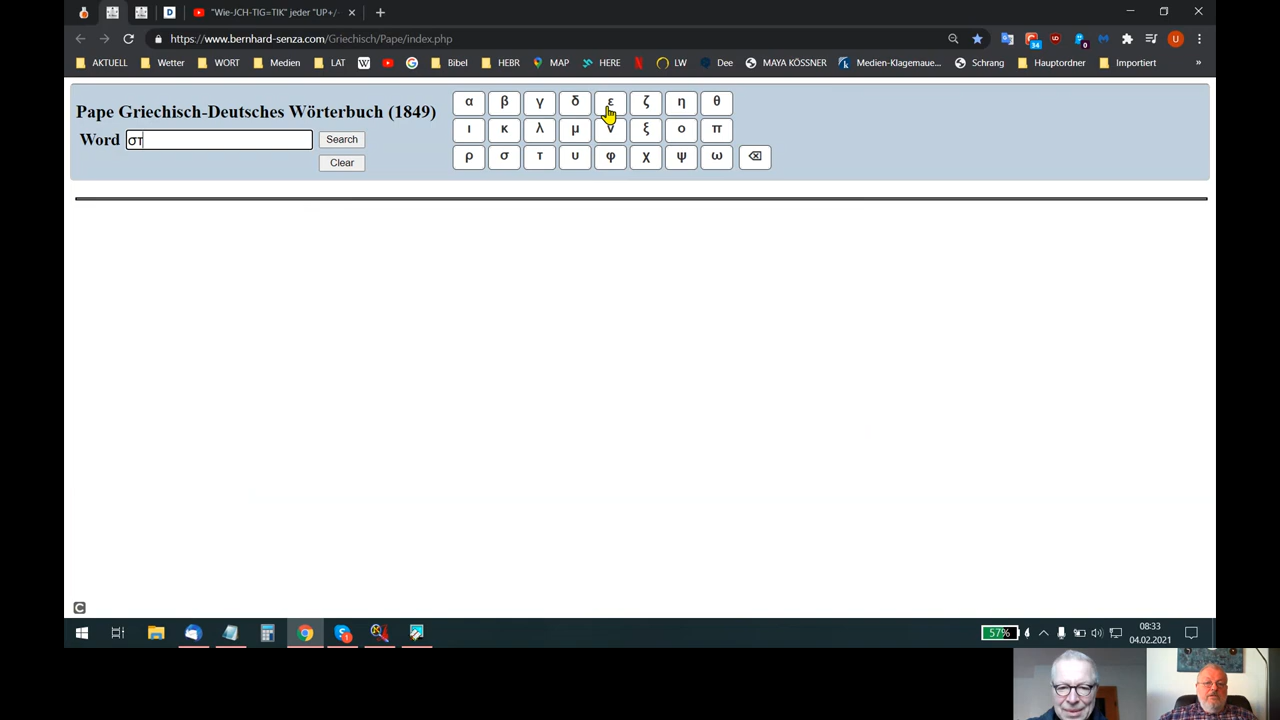 "Wie-JCH-TIG=TIK" jeder "UP+/-
https://www.bernhard-senza.com/Griechisch/Pape/index.php
AKTUELL Wetter WORT Medien LAT Bibel HEBR MAP HERE LW Dee MAYA KÖSSNER Medien-Klagemaue... Schrang Hauptordner Importiert »
Pape Griechisch-Deutsches Wörterbuch (1849)
Word στ Search
Clear
α β γ δ ε ζ η θ
ι κ λ μ ν ξ ο π
ρ σ τ υ φ χ ψ ω
57% 08:33
04.02.2021